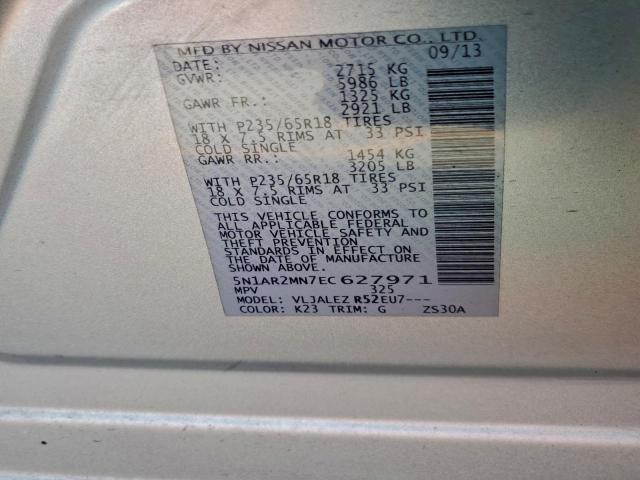 MFD BY NISSAN MOTOR CO., LTD.
DATE: 09/13
GVWR: 2715 KG
5986 LB
GAWR FR.: 1325 KG
2921 LB
WITH P235/65R18 TIRES
18 X 7.5 RIMS AT 33 PSI
COLD SINGLE
GAWR RR.: 1454 KG
3205 LB
WITH P235/65R18 TIRES
18 X 7.5 RIMS AT 33 PSI
COLD SINGLE
THIS VEHICLE CONFORMS TO
ALL APPLICABLE FEDERAL
MOTOR VEHICLE SAFETY AND
THEFT PREVENTION
STANDARDS IN EFFECT ON
THE DATE OF MANUFACTURE
SHOWN ABOVE.
5N1AR2MN7EC627971
MPV 325
MODEL: VLJALEZ R52EU7---
COLOR: K23 TRIM: G ZS30A